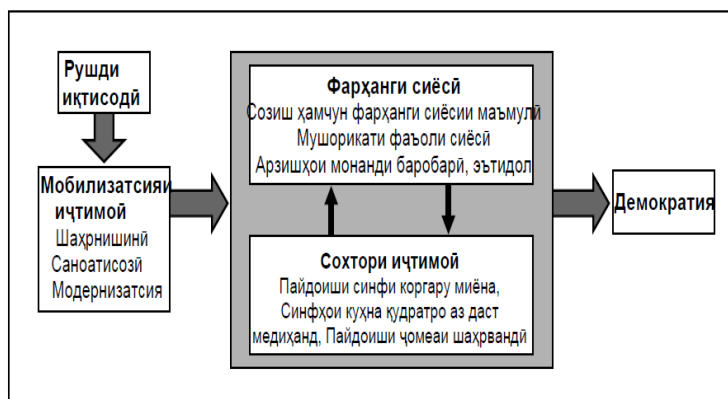 Рушди
иқтисодӣ
Мобилизатсияи
иҷтимоӣ
Шаҳрнишинӣ
Саноатисозӣ
Модернизатсия
Фарҳанги сиёсӣ
Созиш ҳамчун фарҳанги сиёсии маъмулӣ
Мушорикати фаъоли сиёсӣ
Арзишҳои монанди баробарӣ, эътидол
Сохтори иҷтимоӣ
Пайдоиши синфи коргару миёна,
Синфҳои куҳна қудратро аз даст
медиҳанд, Пайдоиши ҷомеаи шаҳрвандӣ
Демократия